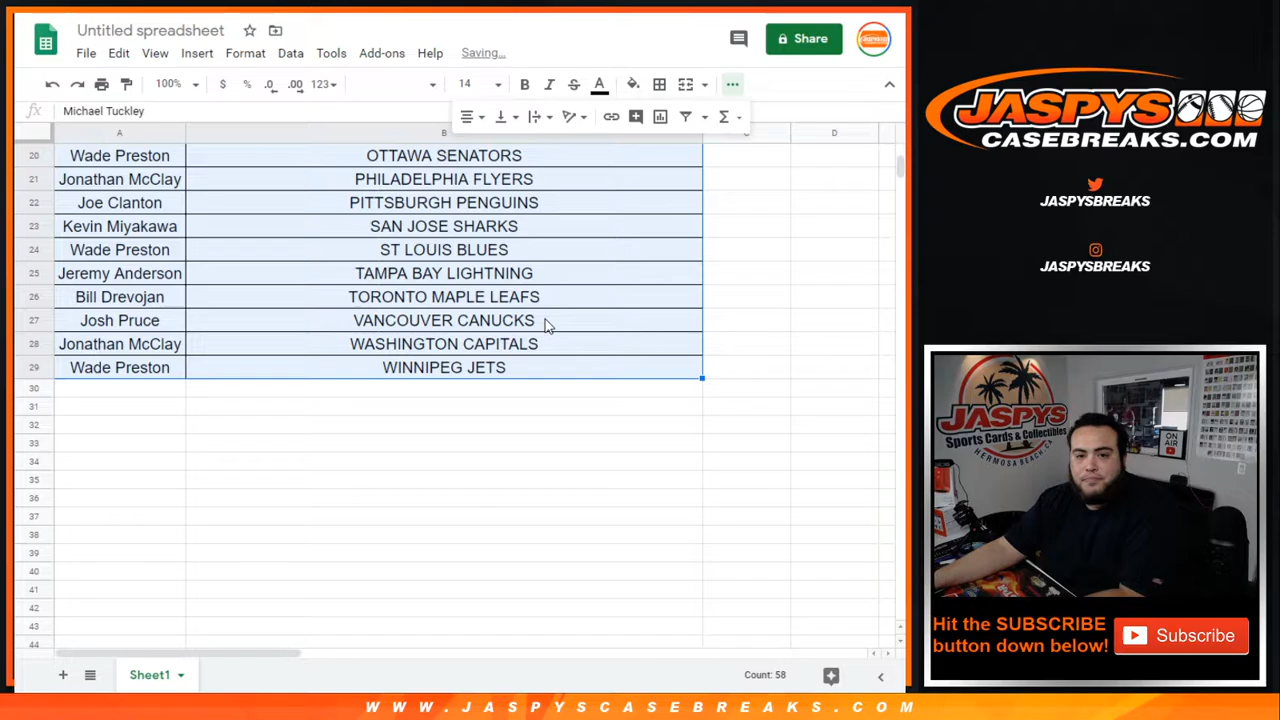 Untitled spreadsheet
File Edit View Insert Format Data Tools Add-ons Help Saving...
Share
100% $ % .0 .00 123 14 B I S A
fx Michael Tuckley
A B D
20 Wade Preston OTTAWA SENATORS
21 Jonathan McClay PHILADELPHIA FLYERS
22 Joe Clanton PITTSBURGH PENGUINS
23 Kevin Miyakawa SAN JOSE SHARKS
24 Wade Preston ST LOUIS BLUES
25 Jeremy Anderson TAMPA BAY LIGHTNING
26 Bill Drevojan TORONTO MAPLE LEAFS
27 Josh Pruce VANCOUVER CANUCKS
28 Jonathan McClay WASHINGTON CAPITALS
29 Wade Preston WINNIPEG JETS
30
31
32
33
34
35
36
37
38
39
40
41
42
43
44
Sheet1
Count: 58
JASPYS
CASEBREAKS.COM
JASPYSBREAKS
JASPYSBREAKS
JASPYS
Sports Cards & Collectibles
HERMOSA BEACH, CA
ON
AIR
Hit the SUBSCRIBE
button down below!
Subscribe
WWW.JASPYSCASEBREAKS.COM